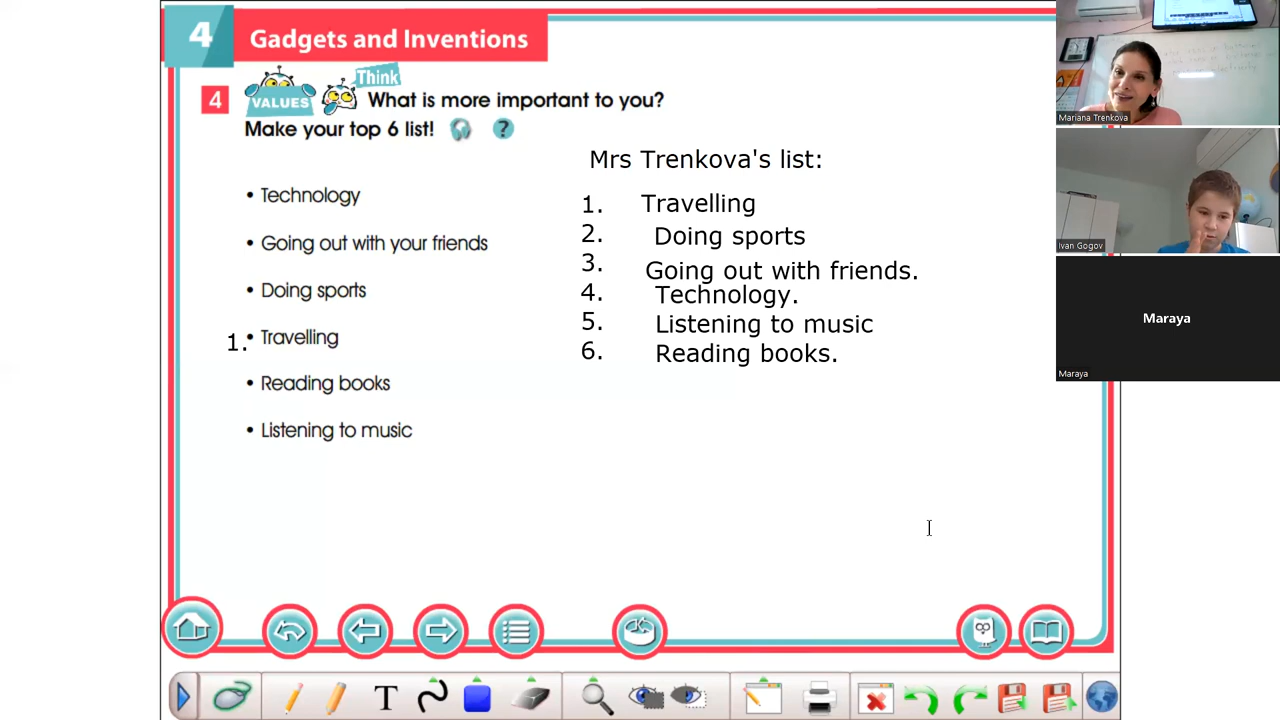 4
Gadgets and Inventions
4
VALUES
Think
What is more important to you?
Make your top 6 list!
?
• Technology
• Going out with your friends
• Doing sports
1.• Travelling
• Reading books
• Listening to music
Mrs Trenkova's list:
1. Travelling
2. Doing sports
3. Going out with friends.
4. Technology.
5. Listening to music
6. Reading books.
T
Mariana Trenkova
Ivan Gogov
Maraya
Maraya